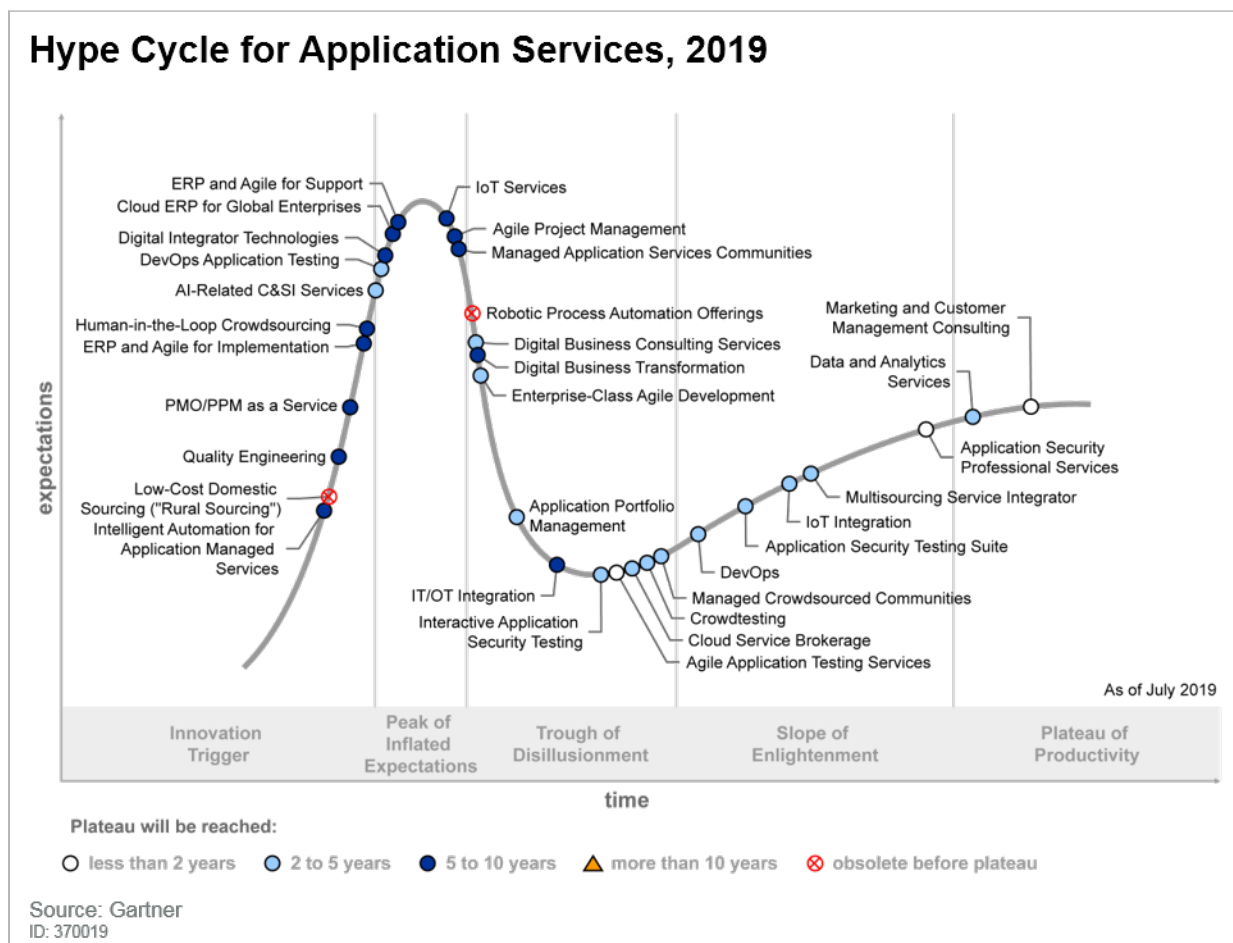 Hype Cycle for Application Services, 2019
expectations
ERP and Agile for Support
Cloud ERP for Global Enterprises
Digital Integrator Technologies
DevOps Application Testing
AI-Related C&SI Services
Human-in-the-Loop Crowdsourcing
ERP and Agile for Implementation
PMO/PPM as a Service
Quality Engineering
Low-Cost Domestic
Sourcing ("Rural Sourcing")
Intelligent Automation for
Application Managed
Services
IoT Services
Agile Project Management
Managed Application Services Communities
Robotic Process Automation Offerings
Digital Business Consulting Services
Digital Business Transformation
Enterprise-Class Agile Development
Application Portfolio
Management
IT/OT Integration
Interactive Application
Security Testing
Agile Application Testing Services
Cloud Service Brokerage
Crowdtesting
Managed Crowdsourced Communities
DevOps
Application Security Testing Suite
IoT Integration
Multisourcing Service Integrator
Application Security
Professional Services
Data and Analytics
Services
Marketing and Customer
Management Consulting
As of July 2019
Innovation
Trigger
Peak of
Inflated
Expectations
Trough of
Disillusionment
Slope of
Enlightenment
Plateau of
Productivity
time
Plateau will be reached:
less than 2 years
2 to 5 years
5 to 10 years
more than 10 years
obsolete before plateau
Source: Gartner
ID: 370019